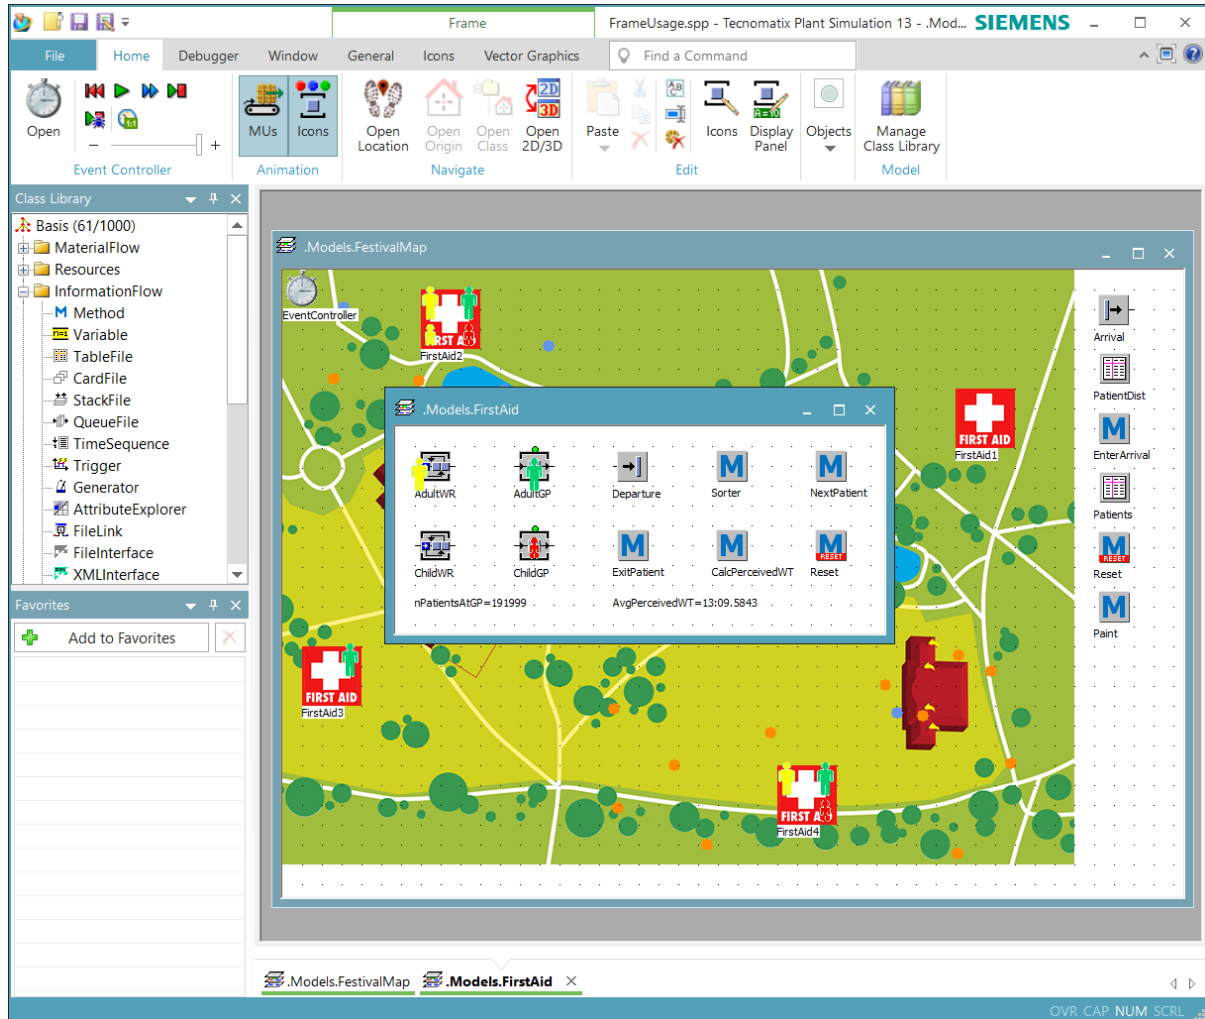 Frame
FrameUsage.spp - Tecnomatix Plant Simulation 13 - .Mod...
SIEMENS
File
Home
Debugger
Window
General
Icons
Vector Graphics
Find a Command
Open
MUs
Icons
Open Location
Open Origin
Open Class
Open 2D/3D
2D
3D
Paste
Icons
Display Panel
Objects
Manage Class Library
Event Controller
Animation
Navigate
Edit
Model
Class Library
Basis (61/1000)
MaterialFlow
Resources
InformationFlow
Method
Variable
TableFile
CardFile
StackFile
QueueFile
TimeSequence
Trigger
Generator
AttributeExplorer
FileLink
FileInterface
XMLInterface
Favorites
Add to Favorites
.Models.FestivalMap
EventController
FirstAid2
FIRST AID
FirstAid1
Arrival
PatientDist
M
EnterArrival
Patients
M
RESET
Reset
M
Paint
.Models.FirstAid
AdultWR
AdultGP
Departure
M
Sorter
M
NextPatient
ChildWR
ChildGP
M
ExitPatient
M
CalcPerceivedWT
M
RESET
Reset
nPatientsAtGP=191999
AvgPerceivedWT=13:09.5843
FIRST AID
FirstAid3
FIRST
FirstAid4
.Models.FestivalMap
.Models.FirstAid
OVR CAP NUM SCRL